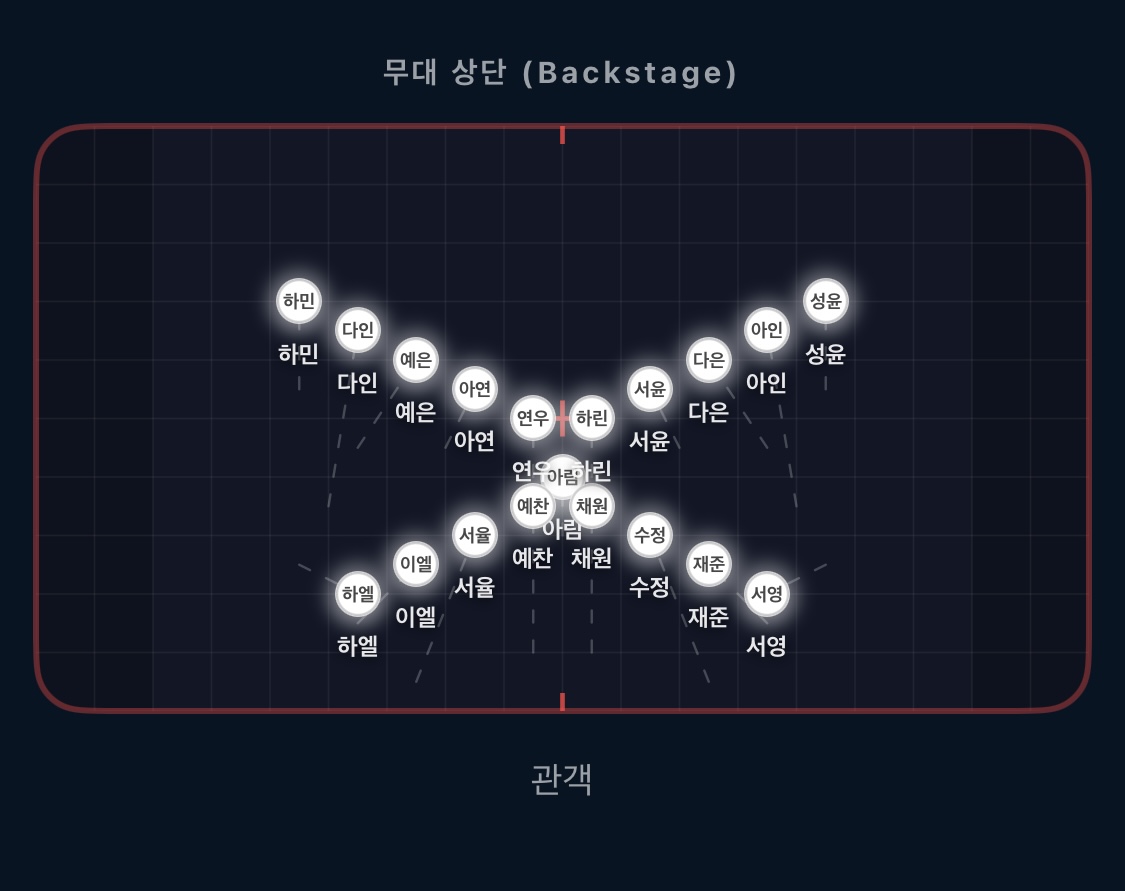 무대 상단 (Backstage)
하민
성윤
하민
다인
아인
성윤
다인
예은
다은
아인
예은
아연
서윤
다은
아연
연우
하린
서윤
연우
아림
하린
예찬
채원
아림
서율
수정
예찬
채원
이엘
서율
수정
재준
하엘
이엘
재준
서영
하엘
서영
관객